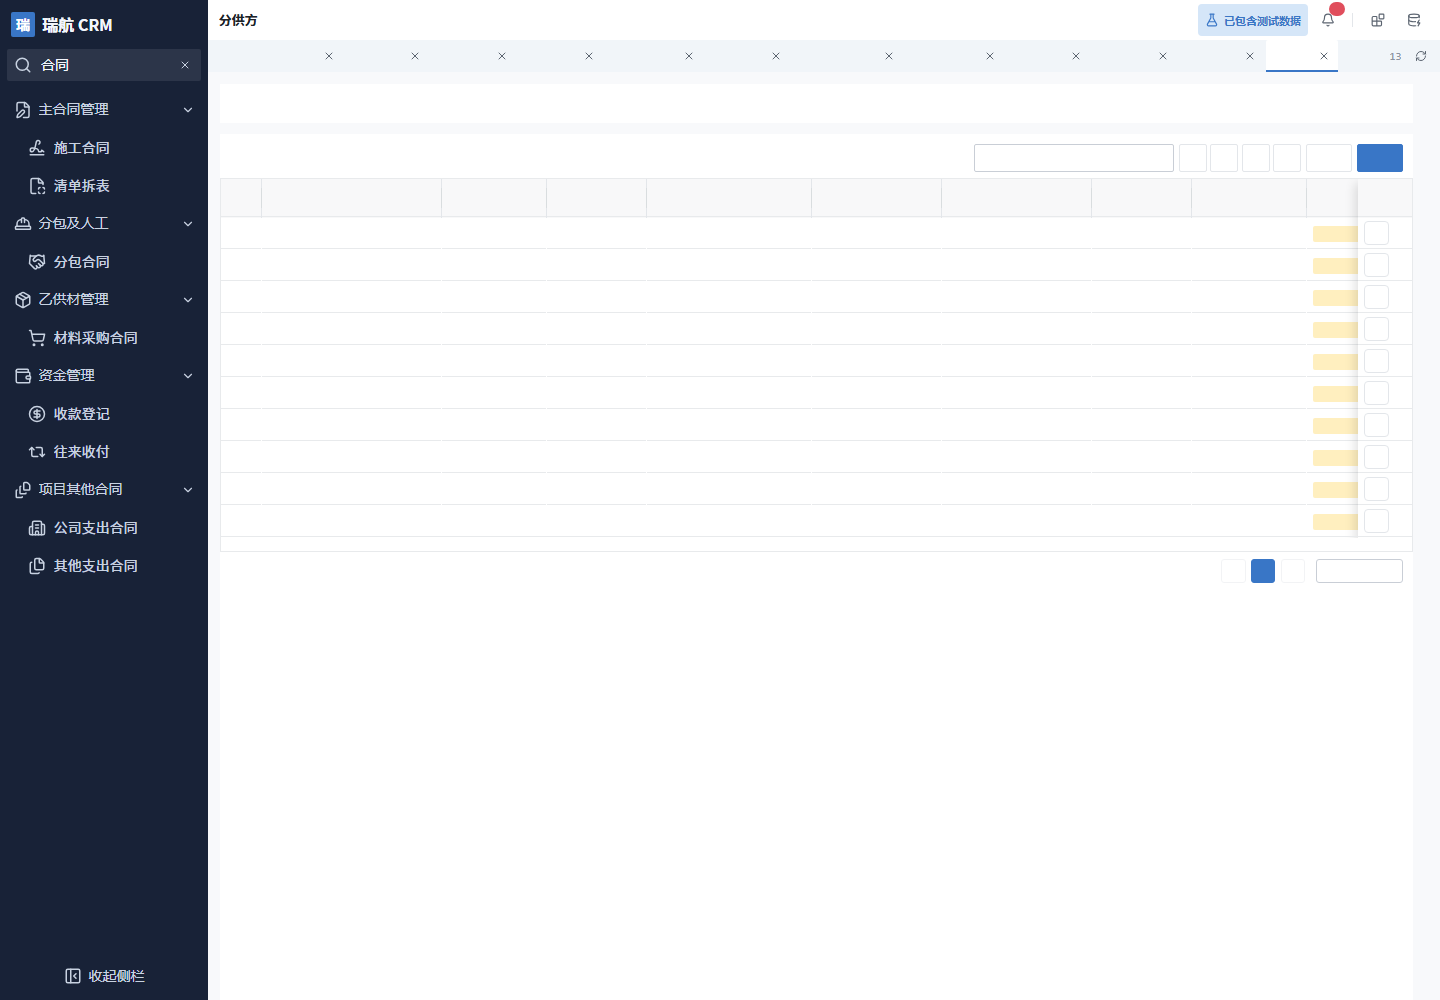 瑞 瑞航 CRM
合同
主合同管理
施工合同
清单拆表
分包及人工
分包合同
乙供材管理
材料采购合同
资金管理
收款登记
往来收付
项目其他合同
公司支出合同
其他支出合同
收起侧栏
分供方
已包含测试数据
13